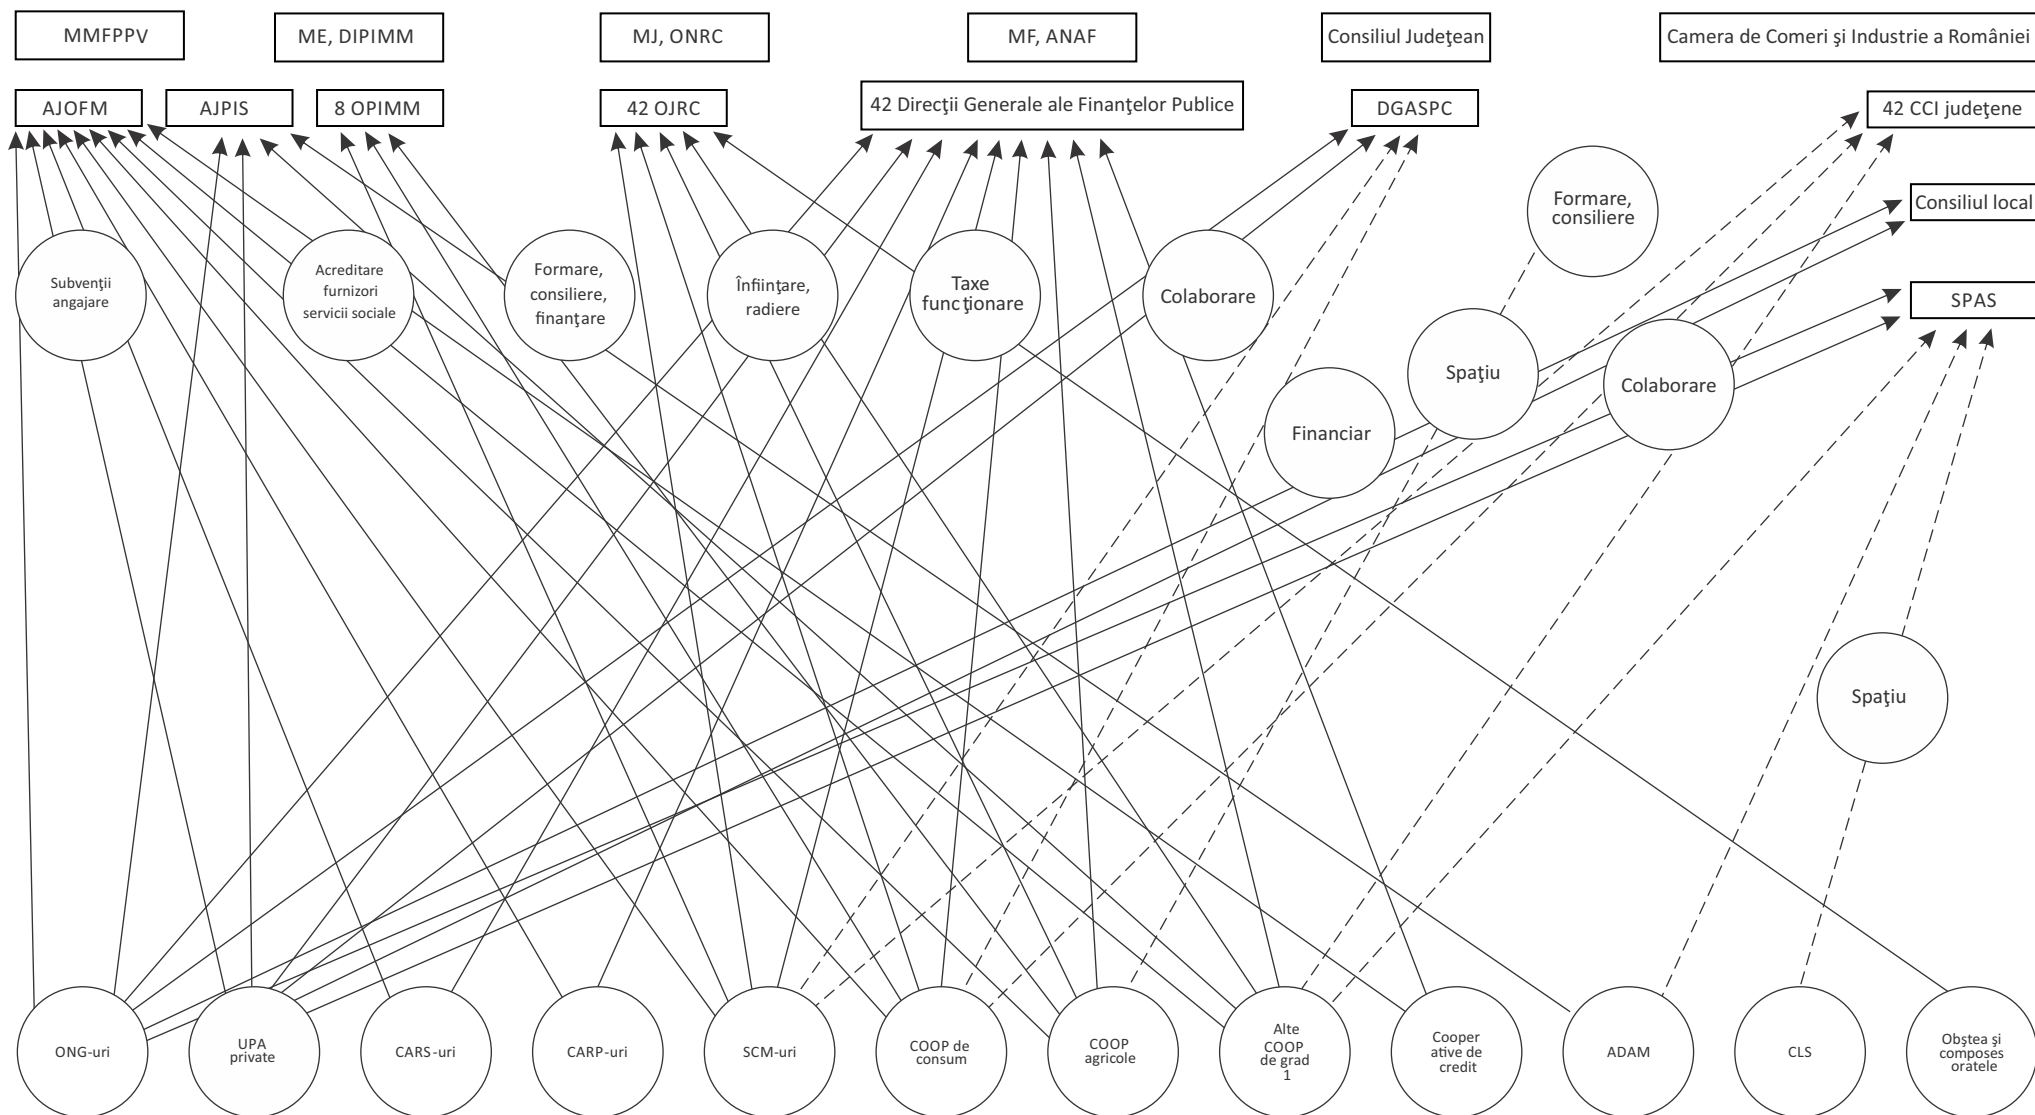 MMFPPV
ME, DIPIMM
MJ, ONRC
MF, ANAF
Consiliul Judeţean
Camera de Comeri şi Industrie a României
AJOFM
AJPIS
8 OPIMM
42 OJRC
42 Direcţii Generale ale Finanţelor Publice
DGASPC
42 CCI judeţene
Consiliul local
SPAS
Formare,
consiliere
Subvenţii
angajare
Acreditare
furnizori
servicii sociale
Formare,
consiliere,
finanţare
Înfiinţare,
radiere
Taxe
funcţionare
Colaborare
Spaţiu
Colaborare
Financiar
Spaţiu
ONG-uri
UPA
private
CARS-uri
CARP-uri
SCM-uri
COOP de
consum
COOP
agricole
Alte
COOP
de grad
1
Cooper
ative de
credit
ADAM
CLS
Obştea şi
composes
oratele